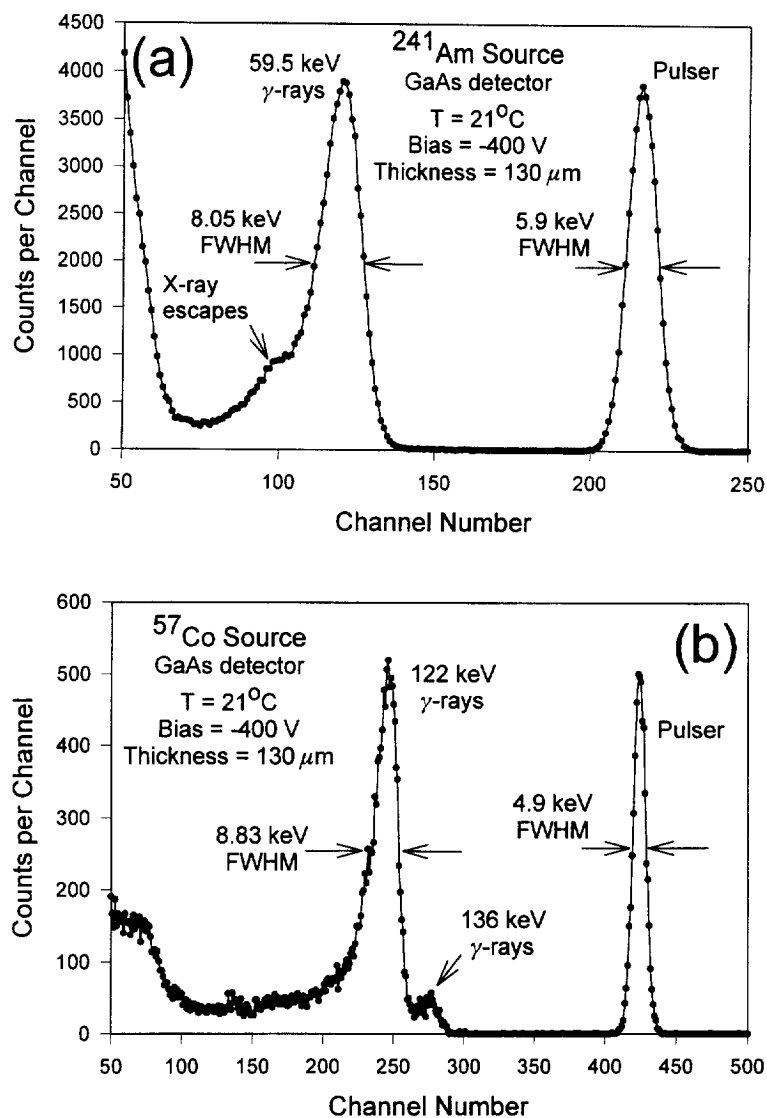 (a)
²⁴¹Am Source
GaAs detector
T = 21°C
Bias = -400 V
Thickness = 130 μm
59.5 keV
γ-rays
Pulser
8.05 keV
FWHM
5.9 keV
FWHM
X-ray
escapes
Counts per Channel
4500
4000
3500
3000
2500
2000
1500
1000
500
0
50
100
150
200
250
Channel Number
(b)
⁵⁷Co Source
GaAs detector
T = 21°C
Bias = -400 V
Thickness = 130 μm
122 keV
γ-rays
Pulser
8.83 keV
FWHM
4.9 keV
FWHM
136 keV
γ-rays
Counts per Channel
600
500
400
300
200
100
0
50
100
150
200
250
300
350
400
450
500
Channel Number